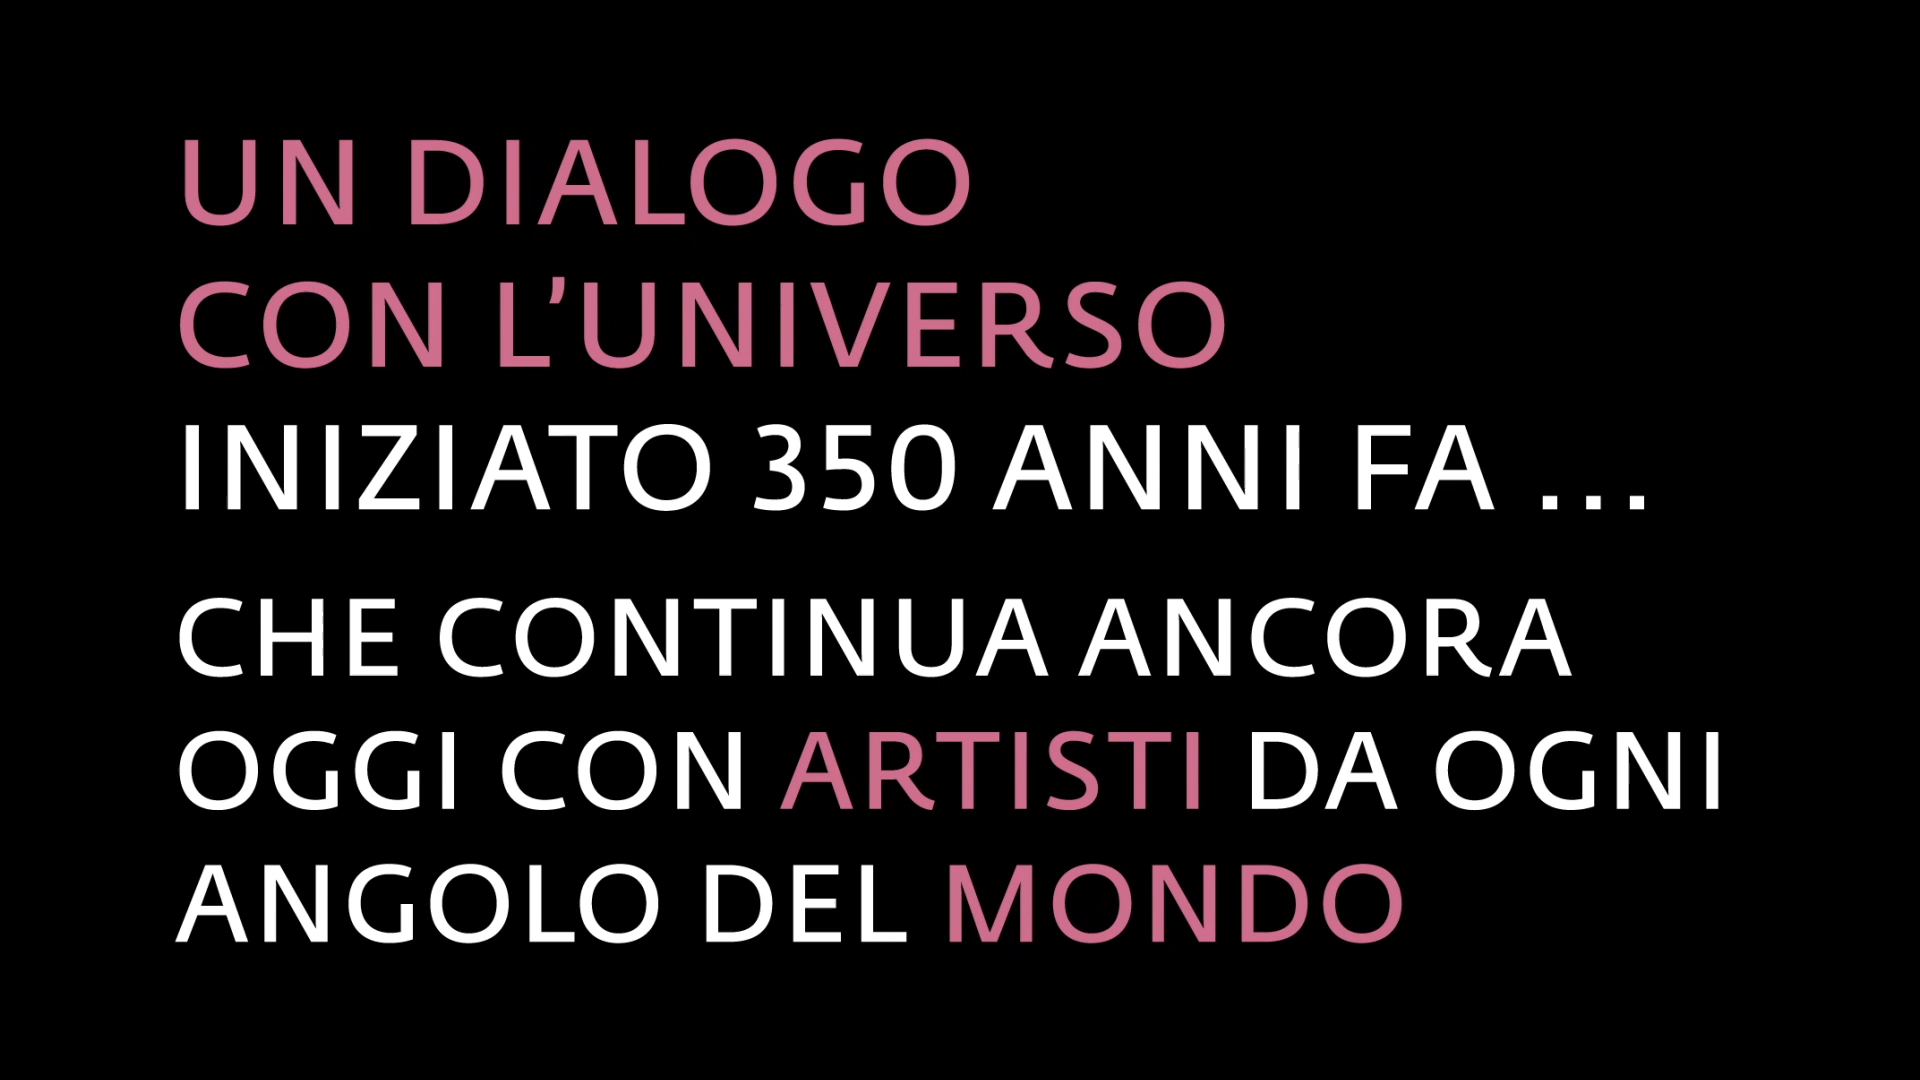 UN DIALOGO
CON L’UNIVERSO
INIZIATO 350 ANNI FA ...
CHE CONTINUA ANCORA
OGGI CON ARTISTI DA OGNI
ANGOLO DEL MONDO